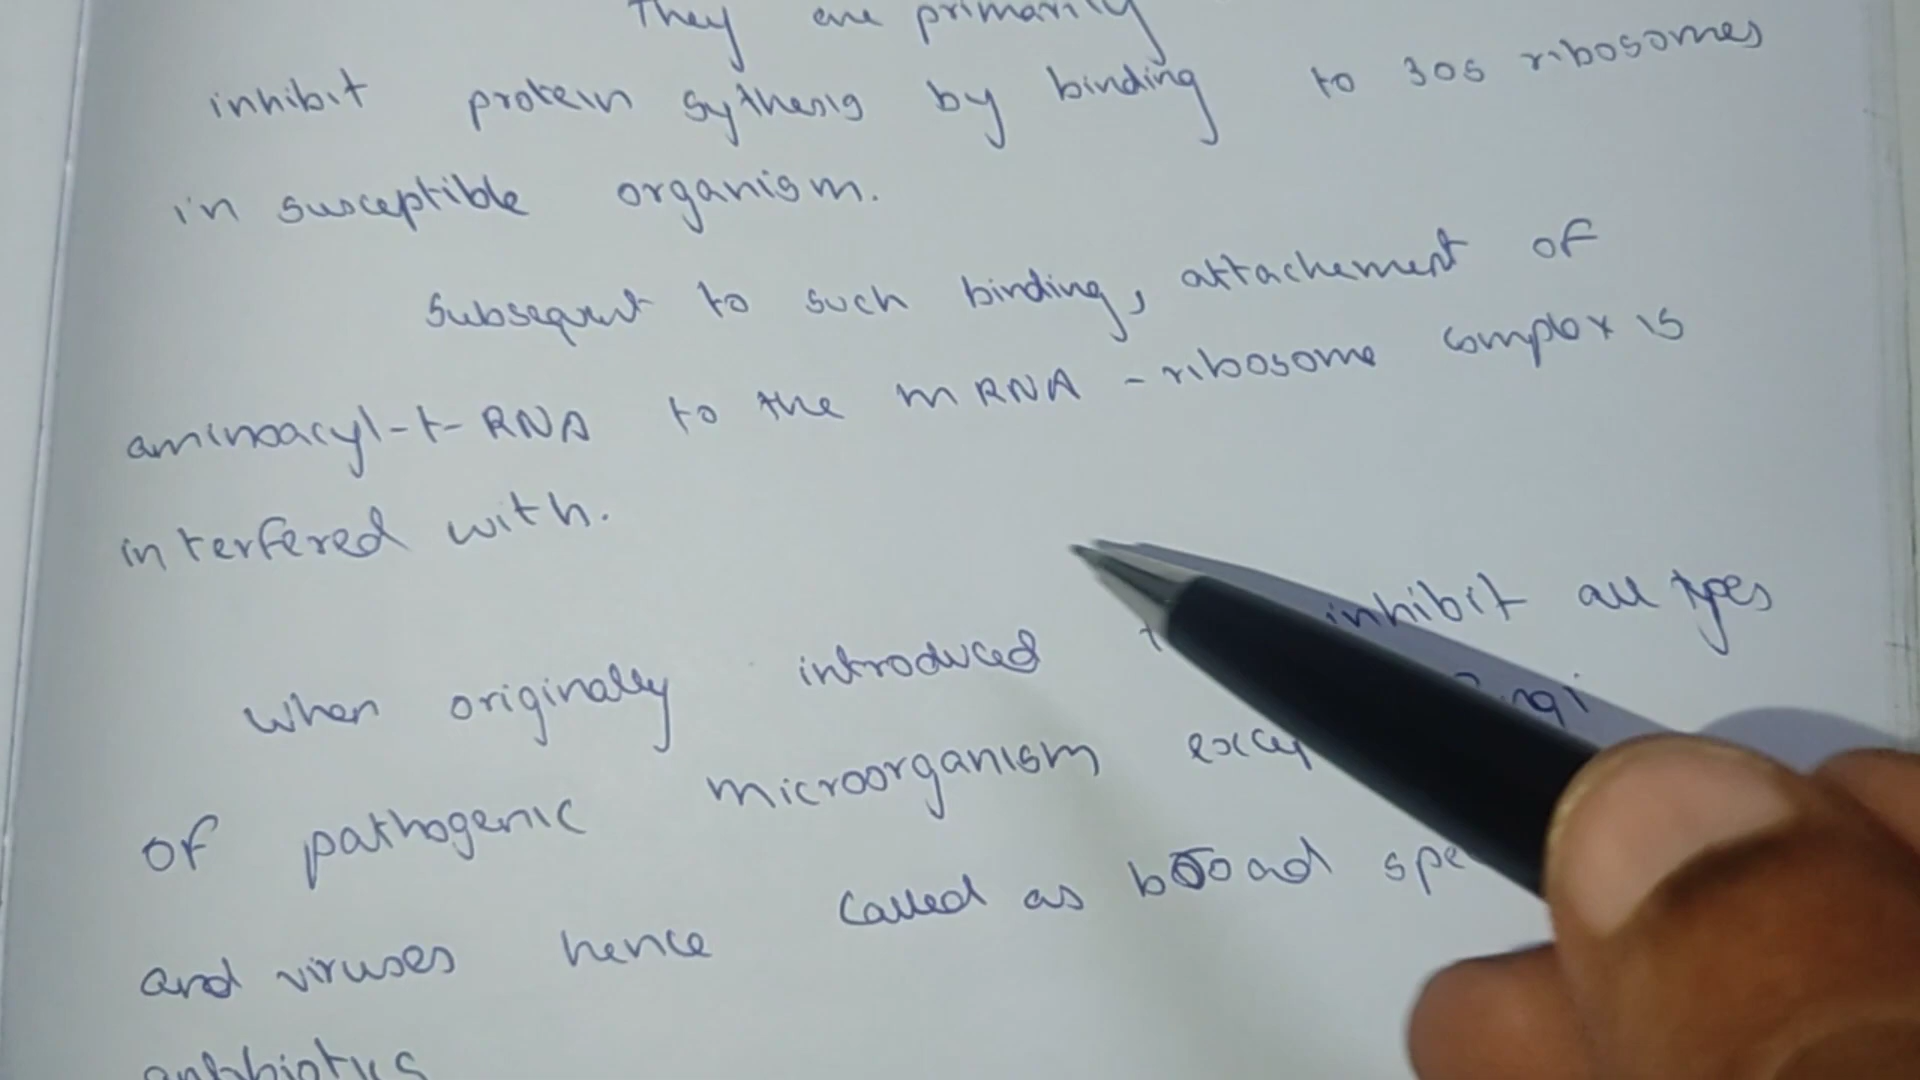 They are primarily
inhibit protein sythesis by binding to 30s ribosomes
in susceptible organism.
Subsequent to such binding, attachement of
aminoacyl-t-RNA to the mRNA - ribosome complex is
interfered with.
When originally introduced inhibit all types
of pathogenic microorganism
and viruses hence called as broad
antibiotics